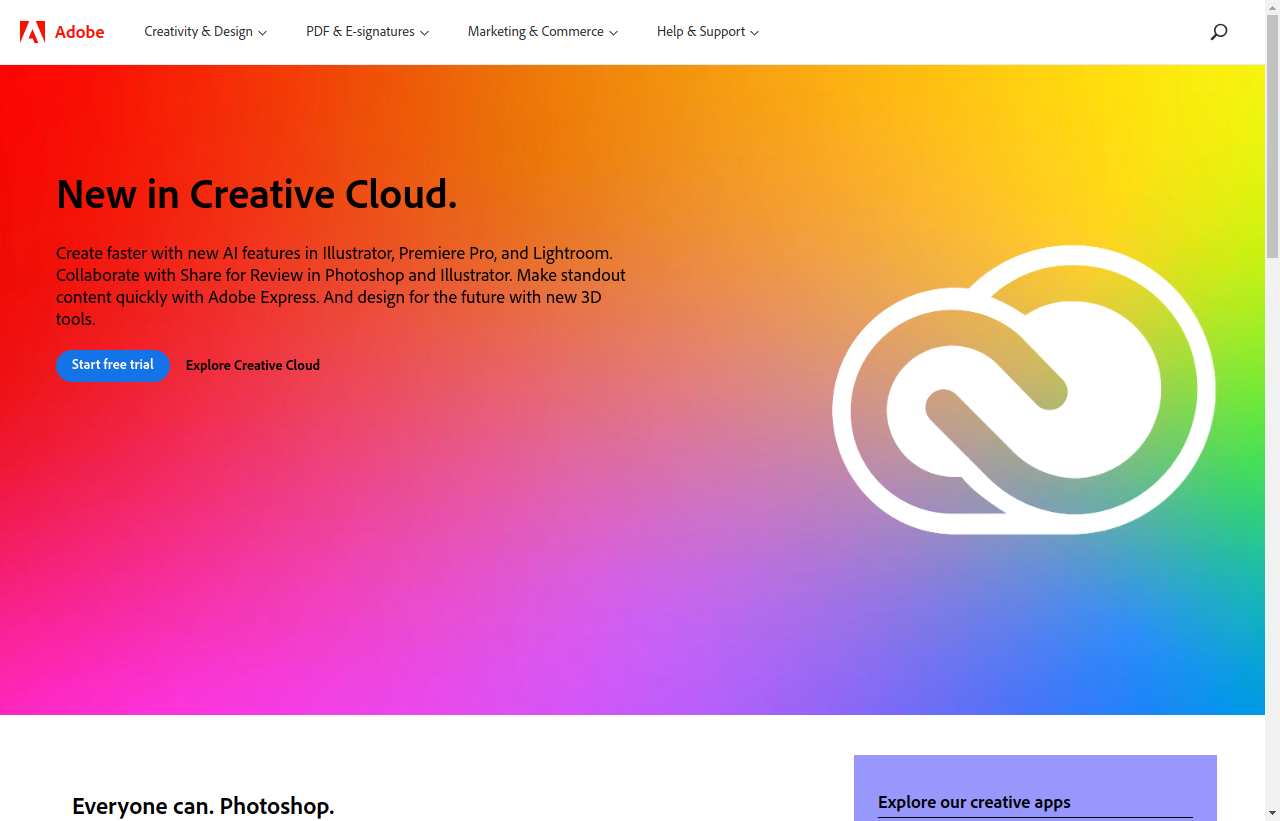 Adobe
Creativity & Design
PDF & E-signatures
Marketing & Commerce
Help & Support
New in Creative Cloud.
Create faster with new AI features in Illustrator, Premiere Pro, and Lightroom.
Collaborate with Share for Review in Photoshop and Illustrator. Make standout
content quickly with Adobe Express. And design for the future with new 3D
tools.
Start free trial
Explore Creative Cloud
Everyone can. Photoshop.
Explore our creative apps